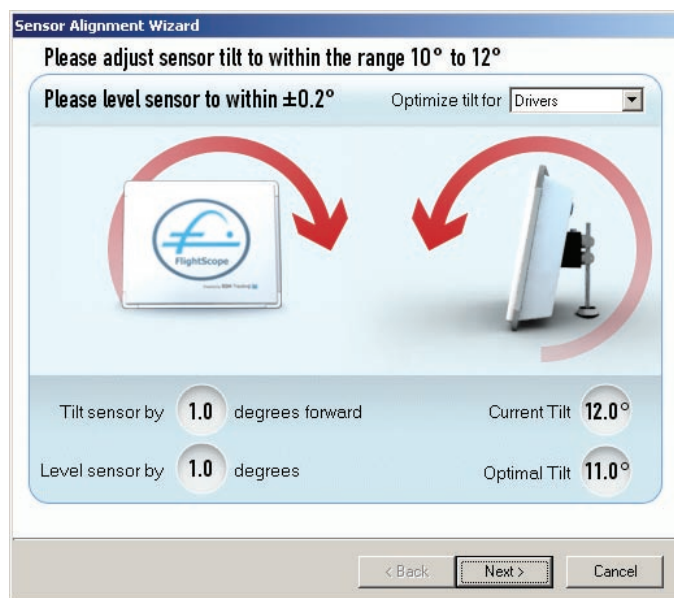 Sensor Alignment Wizard
Please adjust sensor tilt to within the range 10° to 12°
Please level sensor to within ±0.2°
Optimize tilt for Drivers
FlightScope
Tilt sensor by 1.0 degrees forward
Current Tilt 12.0°
Level sensor by 1.0 degrees
Optimal Tilt 11.0°
< Back Next > Cancel